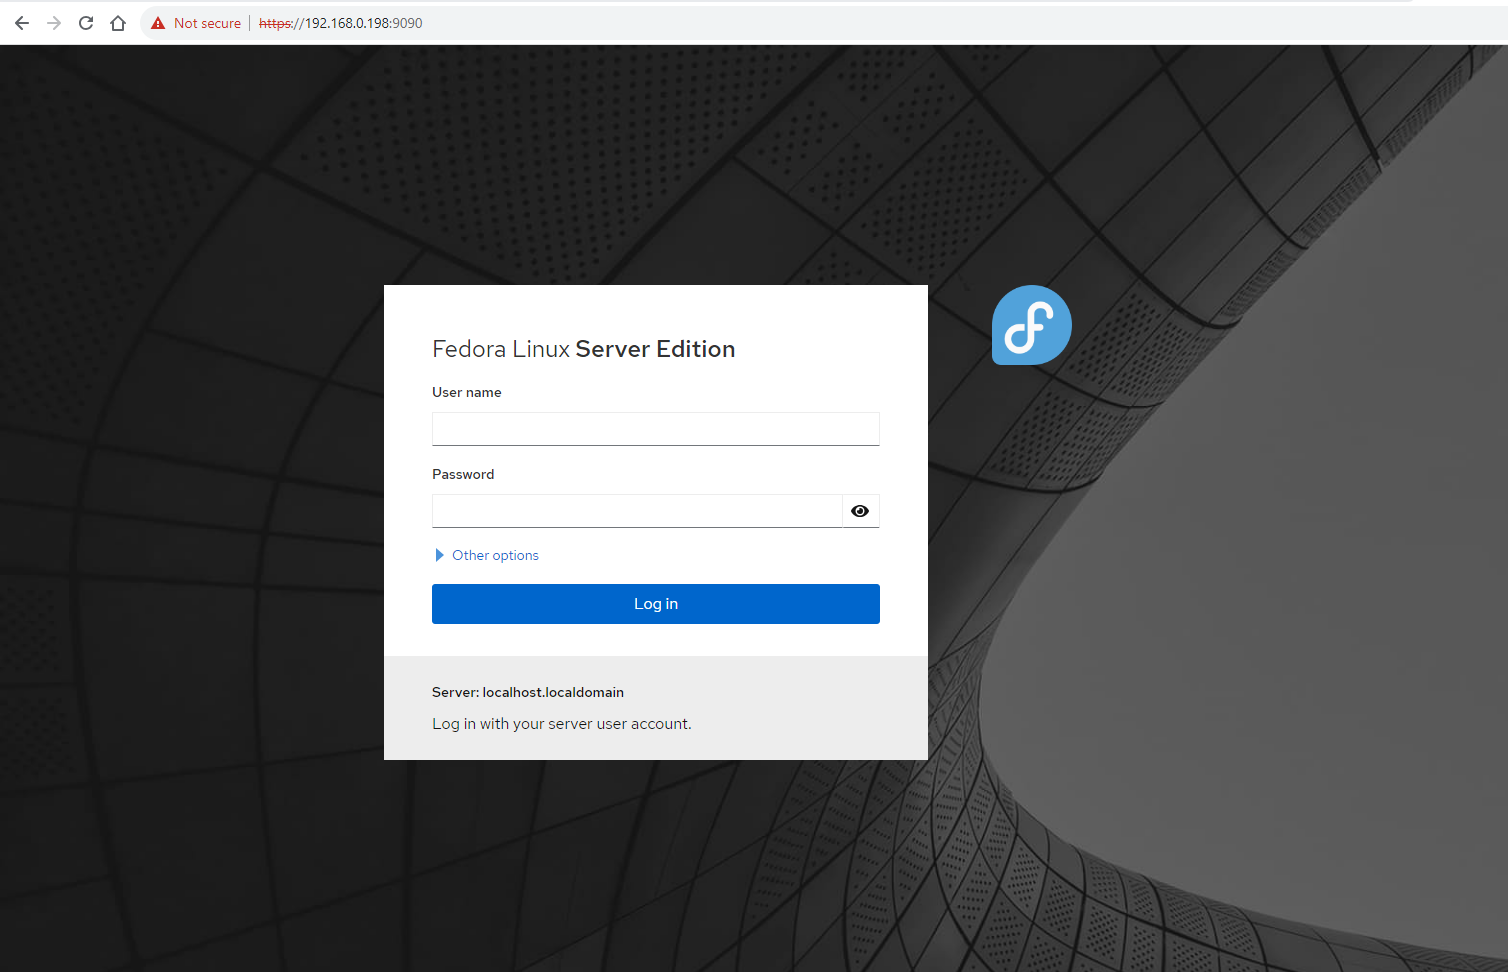 Not secure | https://192.168.0.198:9090
Fedora Linux Server Edition
User name
Password
Other options
Log in
Server: localhost.localdomain
Log in with your server user account.